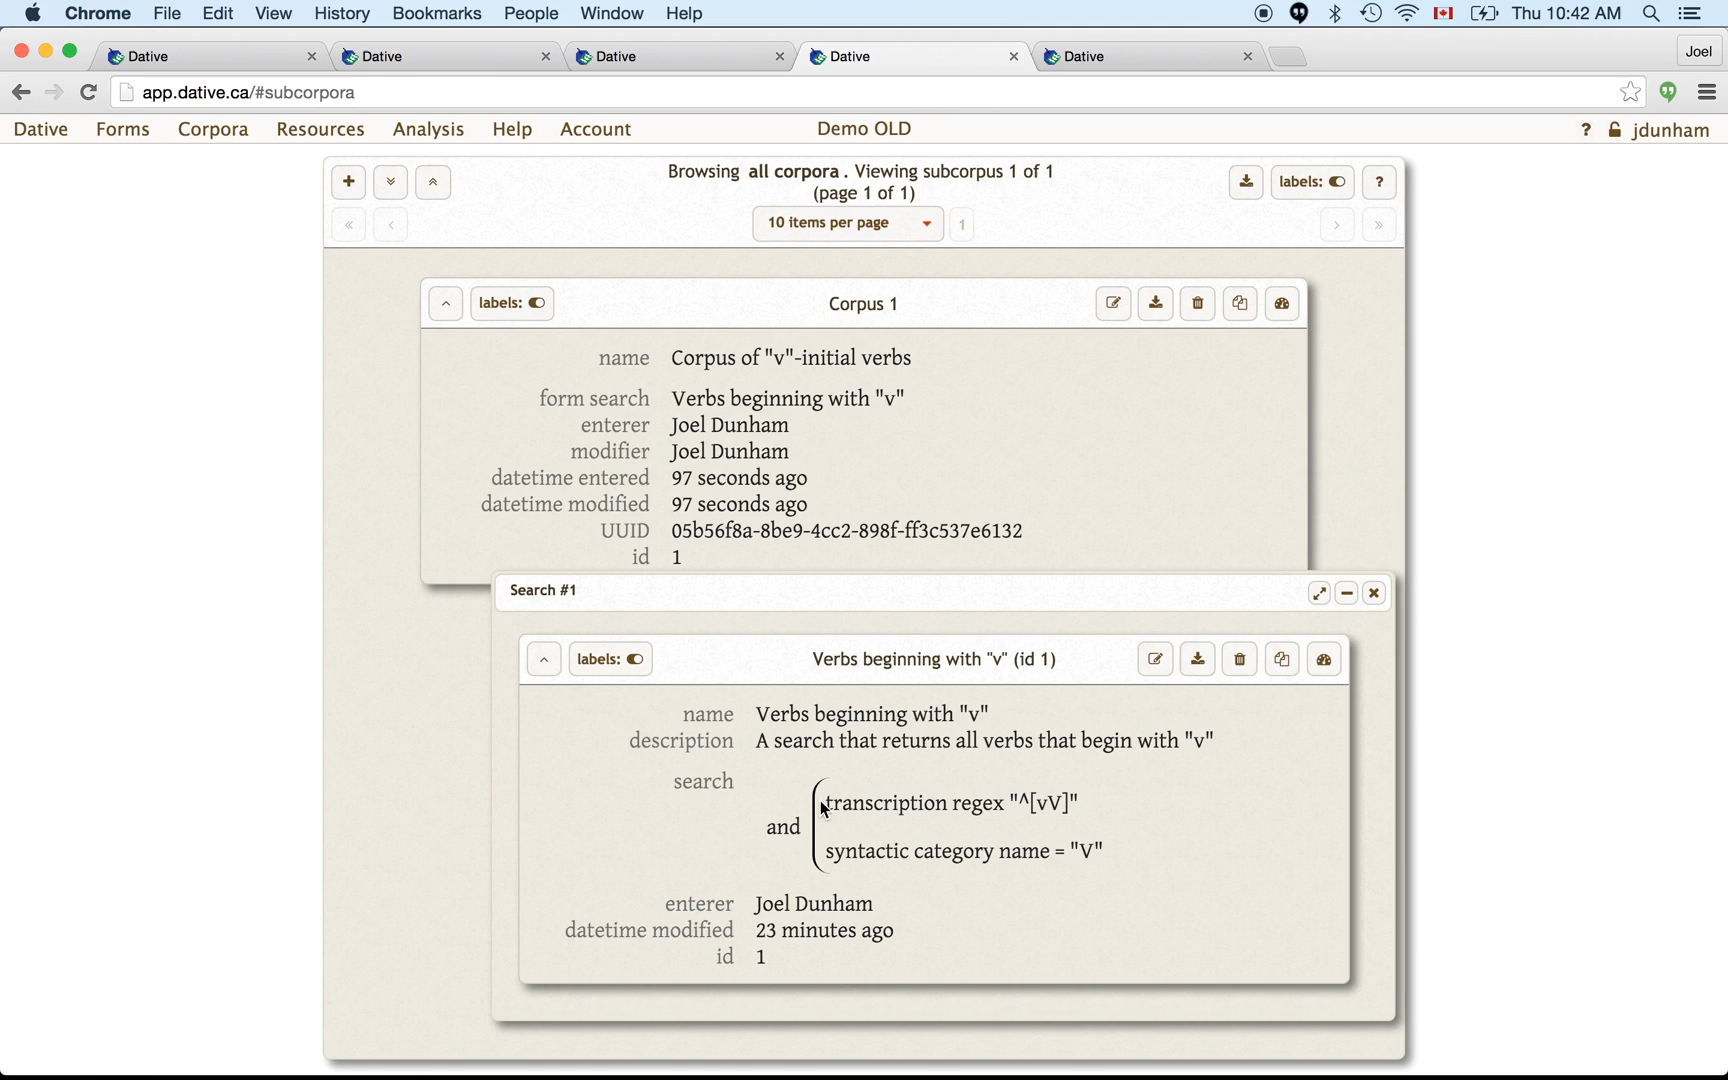 Chrome File Edit View History Bookmarks People Window Help Thu 10:42 AM
Dative Dative Dative Dative Dative Joel
app.dative.ca/#subcorpora
Dative Forms Corpora Resources Analysis Help Account Demo OLD ? jdunham
Browsing all corpora . Viewing subcorpus 1 of 1
(page 1 of 1)
labels: ?
10 items per page 1
labels: Corpus 1
name Corpus of "v"-initial verbs
form search Verbs beginning with "v"
enterer Joel Dunham
modifier Joel Dunham
datetime entered 97 seconds ago
datetime modified 97 seconds ago
UUID 05b56f8a-8be9-4cc2-898f-ff3c537e6132
id 1
Search #1
labels: Verbs beginning with "v" (id 1)
name Verbs beginning with "v"
description A search that returns all verbs that begin with "v"
search
transcription regex "^[vV]"
and
syntactic category name = "V"
enterer Joel Dunham
datetime modified 23 minutes ago
id 1